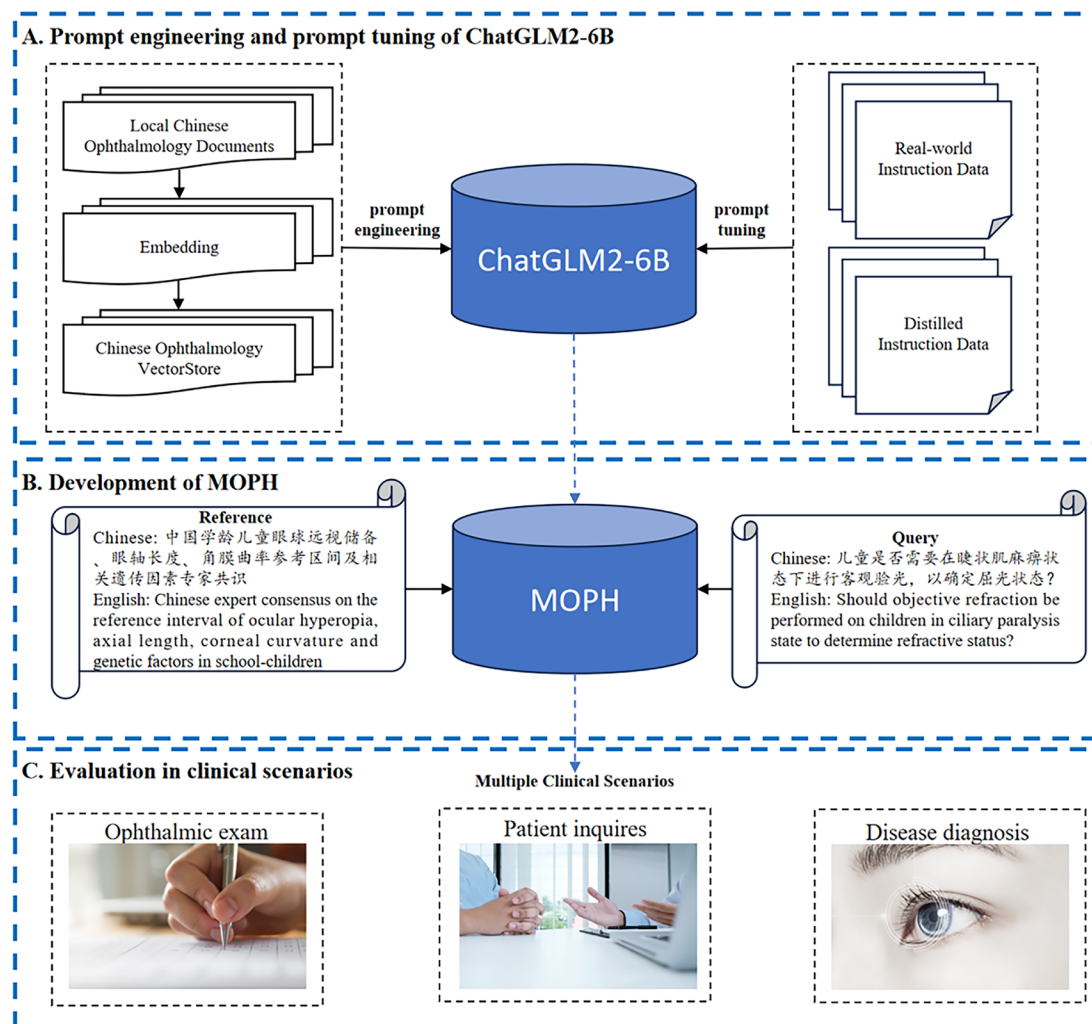 A. Prompt engineering and prompt tuning of ChatGLM2-6B
Local Chinese
Ophthalmology Documents
Embedding
Chinese Ophthalmology
VectorStore
prompt
engineering
ChatGLM2-6B
prompt
tuning
Real-world
Instruction Data
Distilled
Instruction Data
B. Development of MOPH
Reference
Chinese: 中国学龄儿童眼球远视储备
、眼轴长度、角膜曲率参考区间及相
关遗传因素专家共识
English: Chinese expert consensus on the
reference interval of ocular hyperopia,
axial length, corneal curvature and
genetic factors in school-children
MOPH
Query
Chinese: 儿童是否需要在睫状肌麻痹状
态下进行客观验光，以确定屈光状态？
English: Should objective refraction be
performed on children in ciliary paralysis
state to determine refractive status?
C. Evaluation in clinical scenarios
Multiple Clinical Scenarios
Ophthalmic exam
Patient inquires
Disease diagnosis